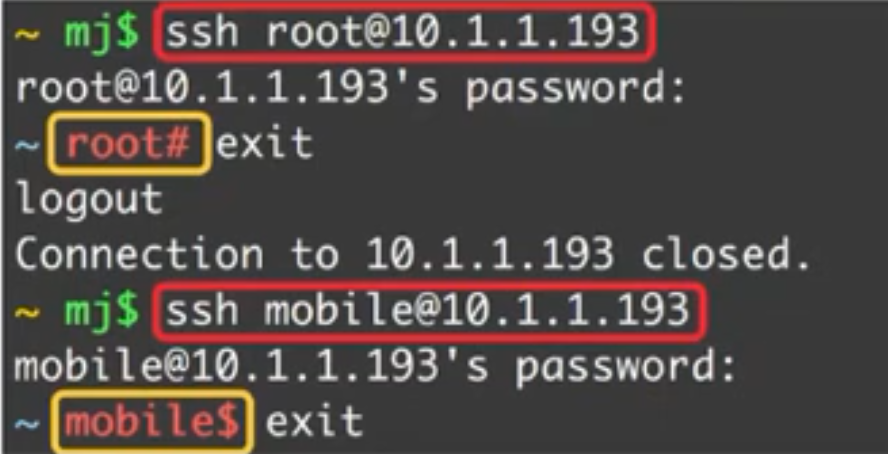 ~ mj$ ssh root@10.1.1.193
root@10.1.1.193's password:
~ root# exit
logout
Connection to 10.1.1.193 closed.
~ mj$ ssh mobile@10.1.1.193
mobile@10.1.1.193's password:
~ mobile$ exit